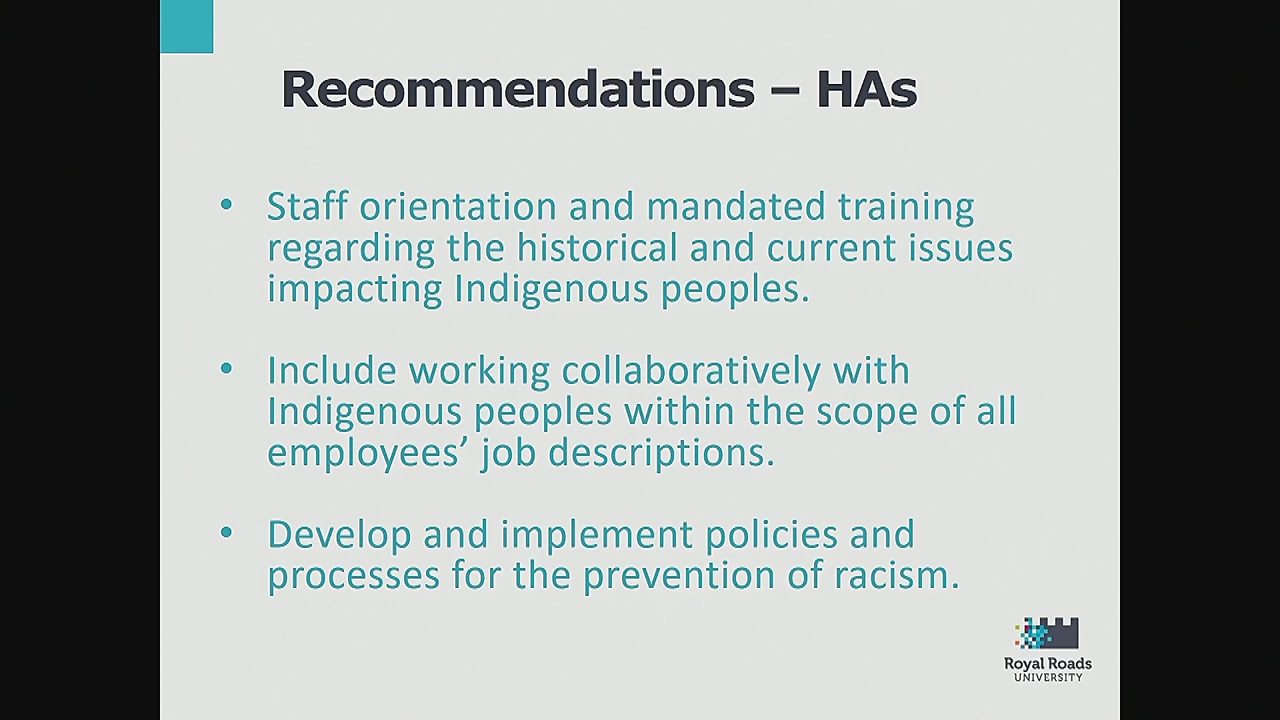 Recommendations – HAs
• Staff orientation and mandated training
regarding the historical and current issues
impacting Indigenous peoples.
• Include working collaboratively with
Indigenous peoples within the scope of all
employees’ job descriptions.
• Develop and implement policies and
processes for the prevention of racism.
Royal Roads
UNIVERSITY